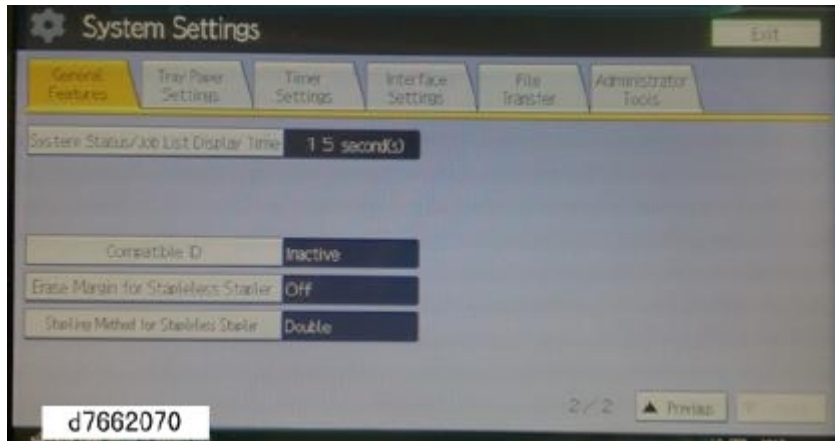 System Settings
Exit
General Features
Tray Paper Settings
Timer Settings
Interface Settings
File Transfer
Administrator Tools
System Status/Job List Display Time
15 second(s)
Compatible ID
Inactive
Erase Margin for Stapleless Stapler
Off
Stapling Method for Stapleless Stapler
Double
2/2
▲ Previous
d7662070